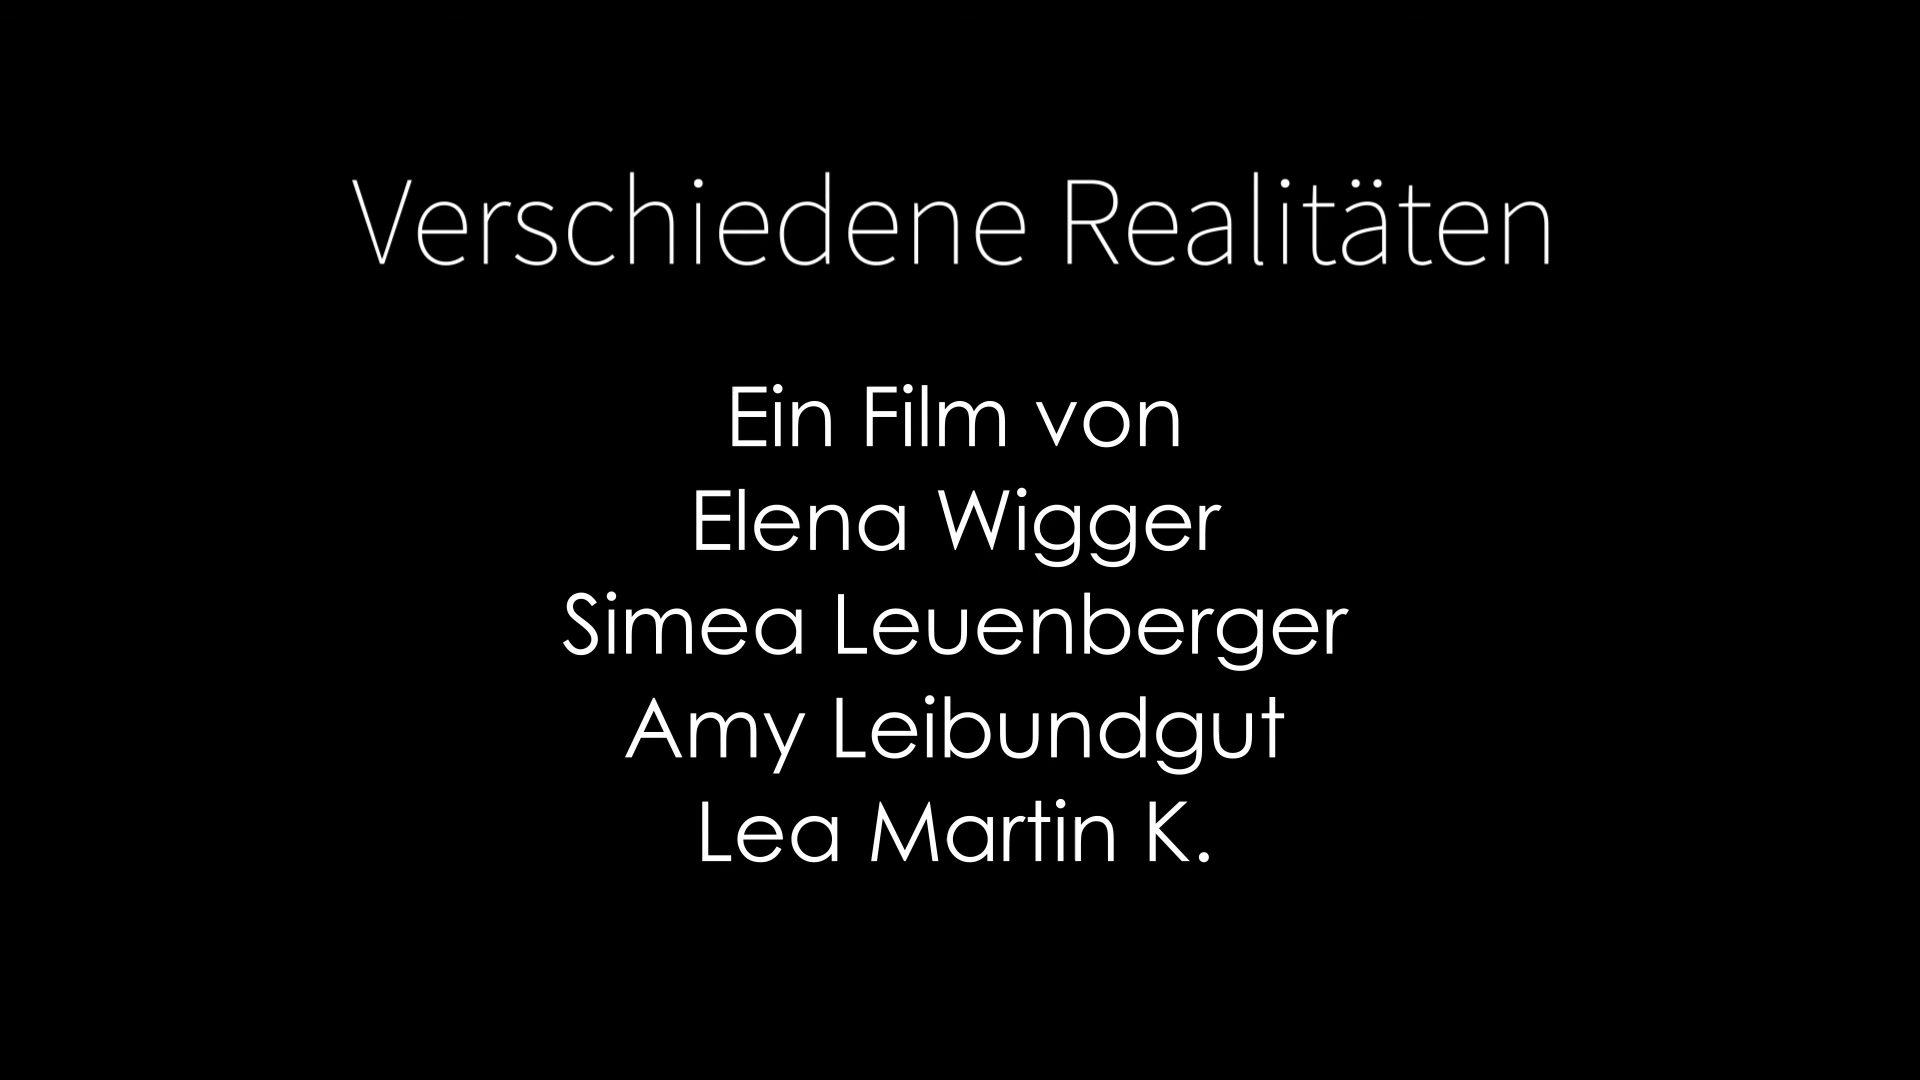 Verschiedene Realitäten
Ein Film von
Elena Wigger
Simea Leuenberger
Amy Leibundgut
Lea Martin K.